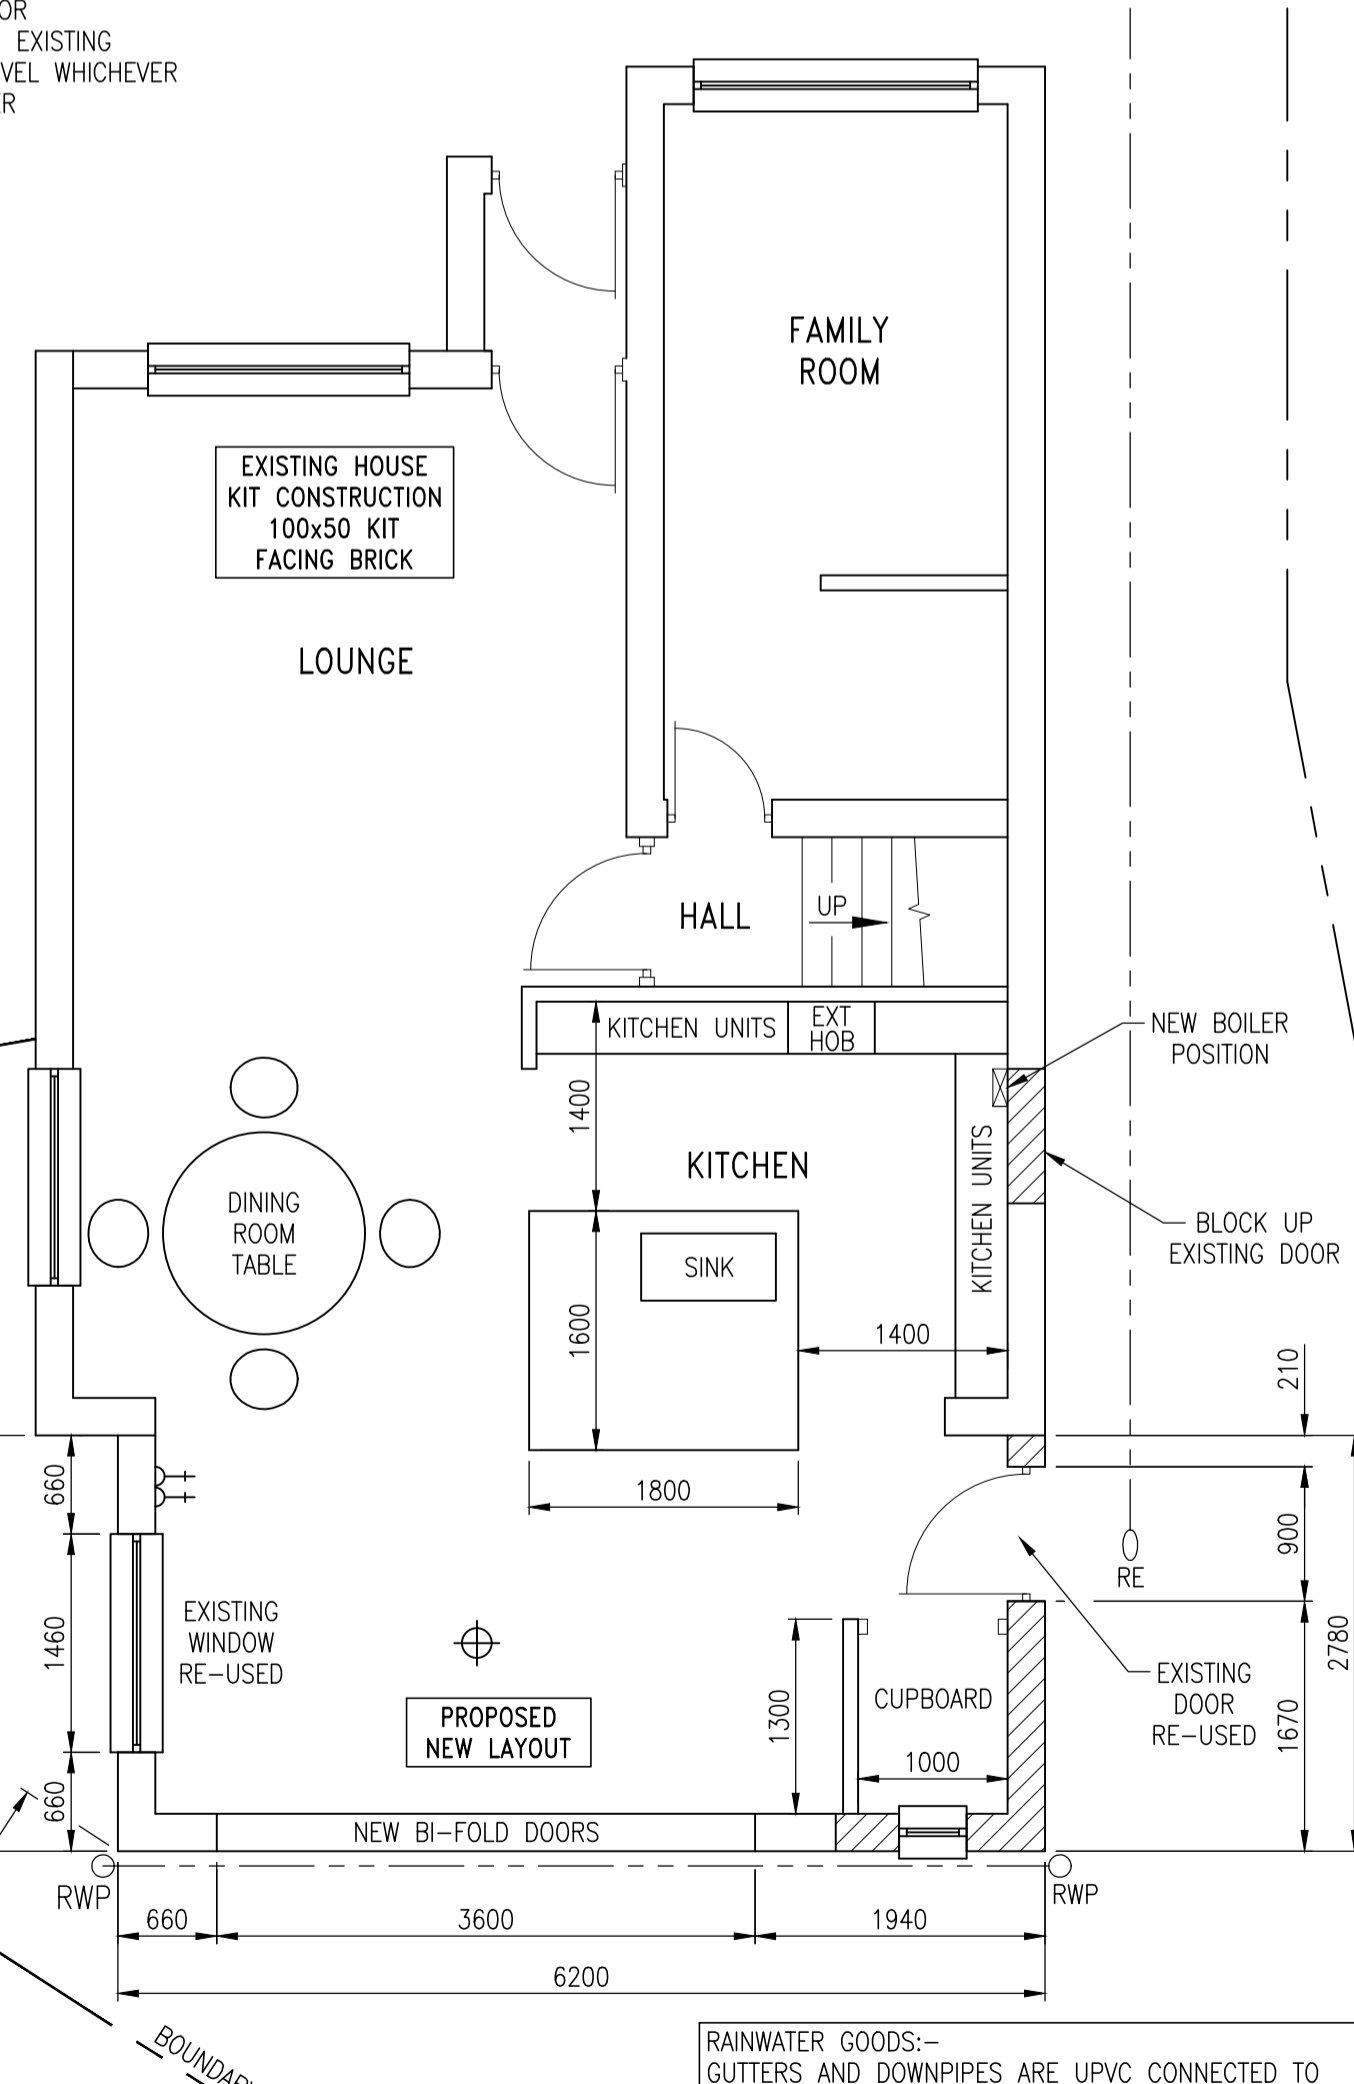 OR
EXISTING
VEL WHICHEVER
ER
FAMILY
ROOM
EXISTING HOUSE
KIT CONSTRUCTION
100x50 KIT
FACING BRICK
LOUNGE
HALL
UP
KITCHEN UNITS
EXT
HOB
NEW BOILER
POSITION
1400
KITCHEN
KITCHEN UNITS
DINING
ROOM
TABLE
BLOCK UP
EXISTING DOOR
SINK
1600
1400
210
1800
660
900
RE
1460
EXISTING
WINDOW
RE-USED
2780
EXISTING
DOOR
RE-USED
1670
CUPBOARD
1300
1000
PROPOSED
NEW LAYOUT
660
NEW BI-FOLD DOORS
RWP
RWP
660
3600
1940
6200
RAINWATER GOODS:-
GUTTERS AND DOWNPIPES ARE UPVC CONNECTED TO